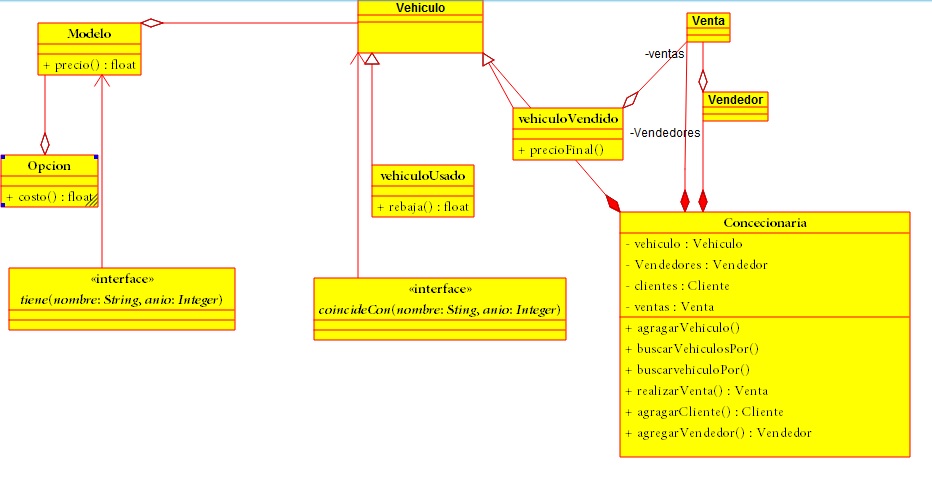 Vehiculo
Modelo
+ precio() : float
Venta
-ventas
Vendedor
vehiculoVendido
+ precioFinal()
-Vendedores
Opcion
+ costo() : float
vehiculoUsado
+ rebaja() : float
«interface»
tiene(nombre: String, anio: Integer)
«interface»
coincideCon(nombre: Sting, anio: Integer)
Concecionaria
- vehiculo : Vehiculo
- Vendedores : Vendedor
- clientes : Cliente
- ventas : Venta
+ agragarVehiculo()
+ buscarVehiculosPor()
+ buscarvehiculoPor()
+ realizarVenta() : Venta
+ agragarCliente() : Cliente
+ agregarVendedor() : Vendedor